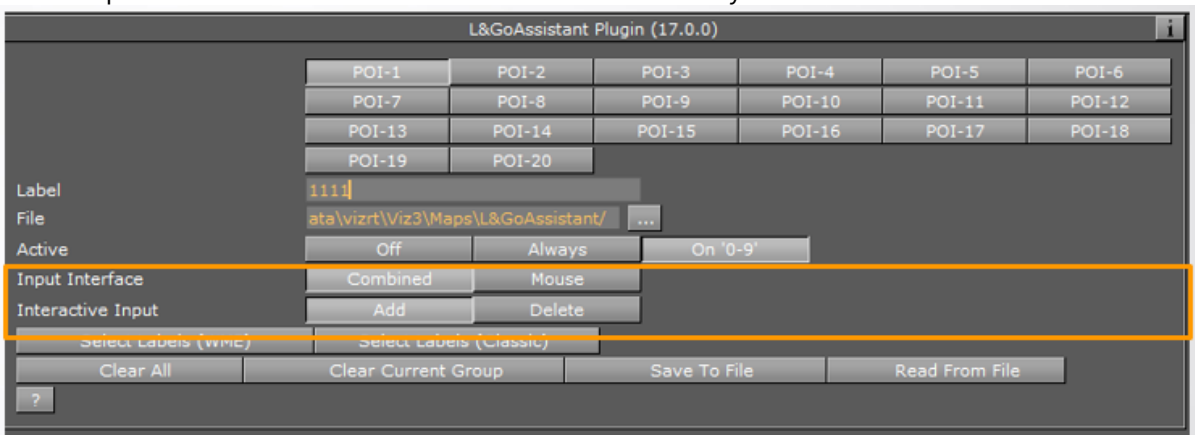 L&GoAssistant Plugin (17.0.0) i
POI-1 POI-2 POI-3 POI-4 POI-5 POI-6
POI-7 POI-8 POI-9 POI-10 POI-11 POI-12
POI-13 POI-14 POI-15 POI-16 POI-17 POI-18
POI-19 POI-20
Label 1111
File ata\vizrt\Viz3\Maps\L&GoAssistant/ ...
Active Off Always On '0-9'
Input Interface Combined Mouse
Interactive Input Add Delete
Select Labels (WME) Select Labels (Classic)
Clear All Clear Current Group Save To File Read From File
?